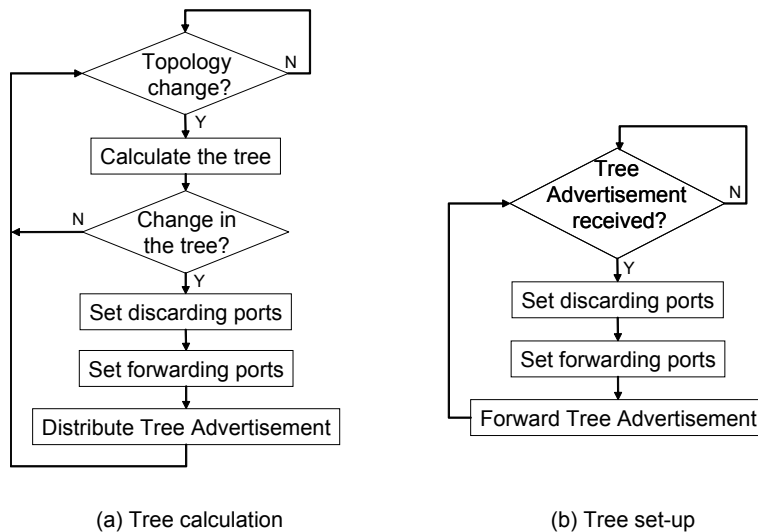 Topology
change?
N
Y
Calculate the tree
Change in
the tree?
N
Y
Set discarding ports
Set forwarding ports
Distribute Tree Advertisement
(a) Tree calculation
Tree
Advertisement
received?
N
Y
Set discarding ports
Set forwarding ports
Forward Tree Advertisement
(b) Tree set-up